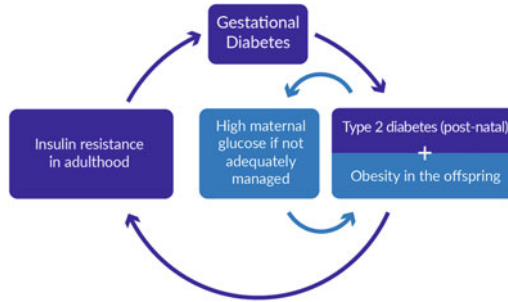 Gestational
Diabetes
Insulin resistance
in adulthood
High maternal
glucose if not
adequately
managed
Type 2 diabetes (post-natal)
+
Obesity in the offspring